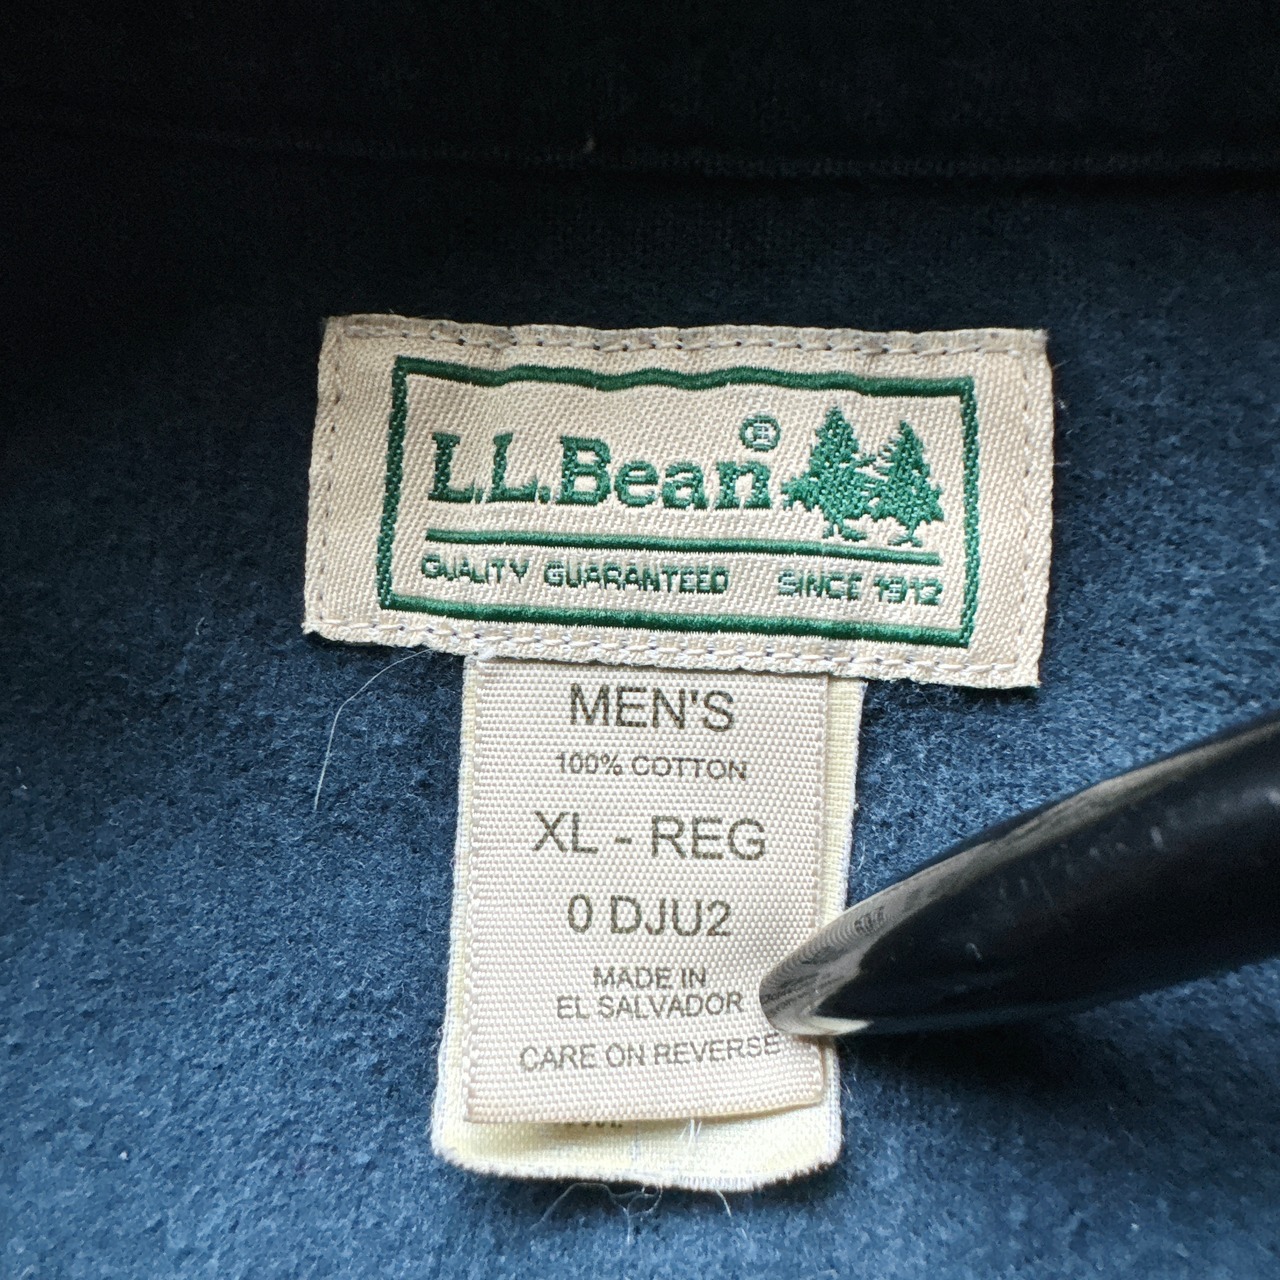 L.L.Bean®
QUALITY GUARANTEED SINCE 1912
MEN'S
100% COTTON
XL - REG
0 DJU2
MADE IN
EL SALVADOR
CARE ON REVERSE